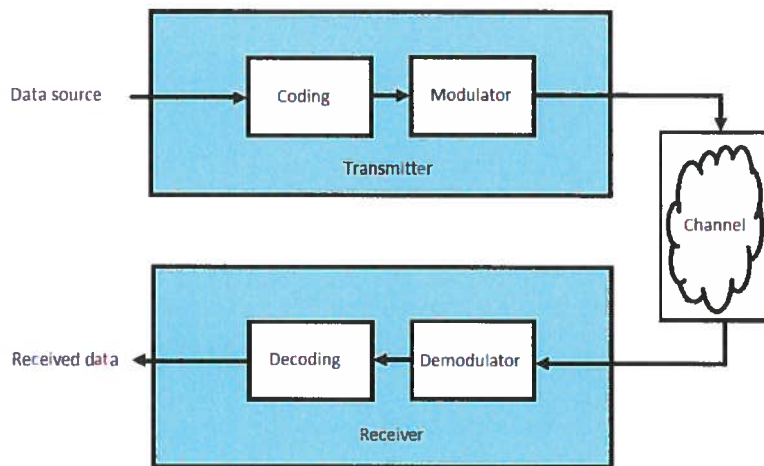 Data source
Coding
Modulator
Transmitter
Channel
Received data
Decoding
Demodulator
Receiver